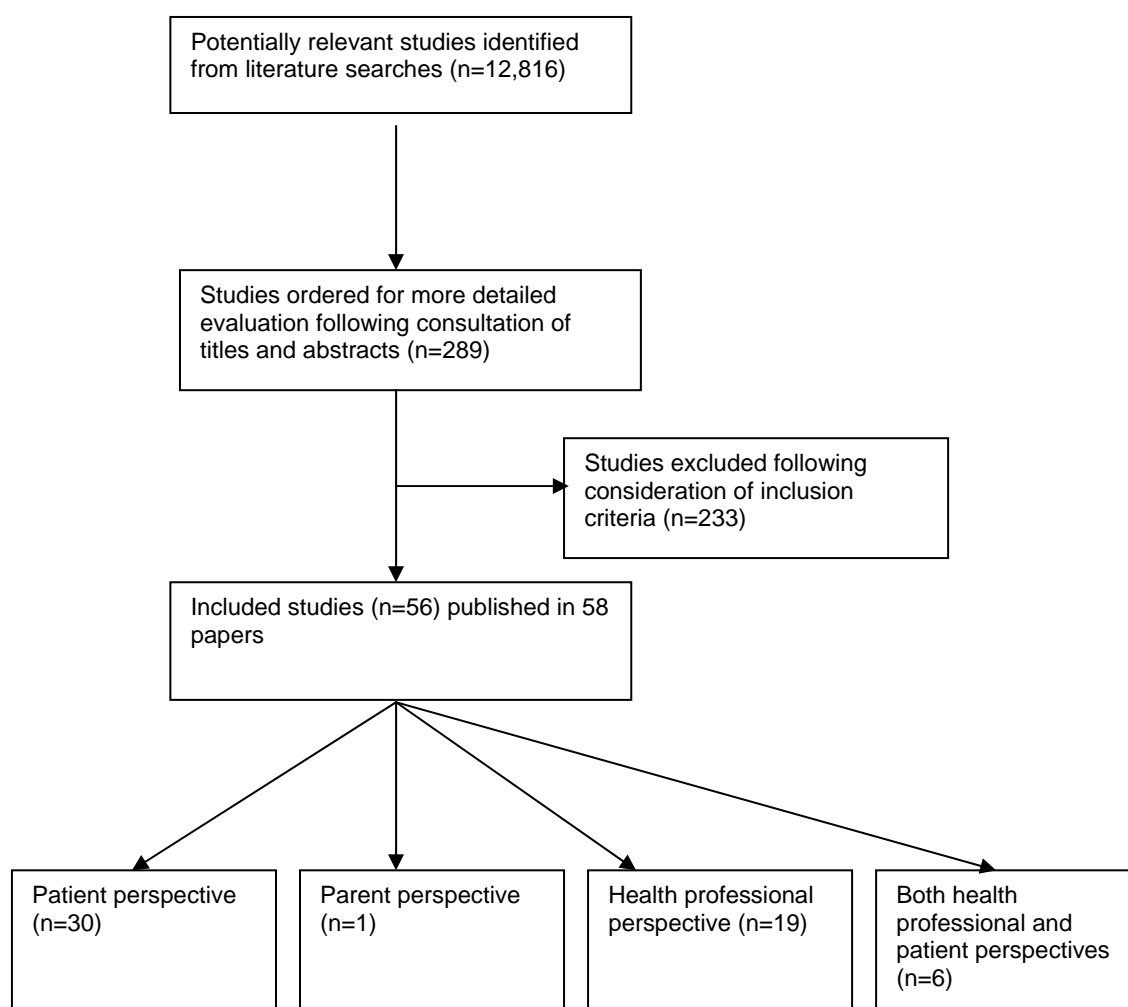 Potentially relevant studies identified
from literature searches (n=12,816)
Studies ordered for more detailed
evaluation following consultation of
titles and abstracts (n=289)
Studies excluded following
consideration of inclusion
criteria (n=233)
Included studies (n=56) published in 58
papers
Patient perspective
(n=30)
Parent perspective
(n=1)
Health professional
perspective (n=19)
Both health
professional and
patient perspectives
(n=6)